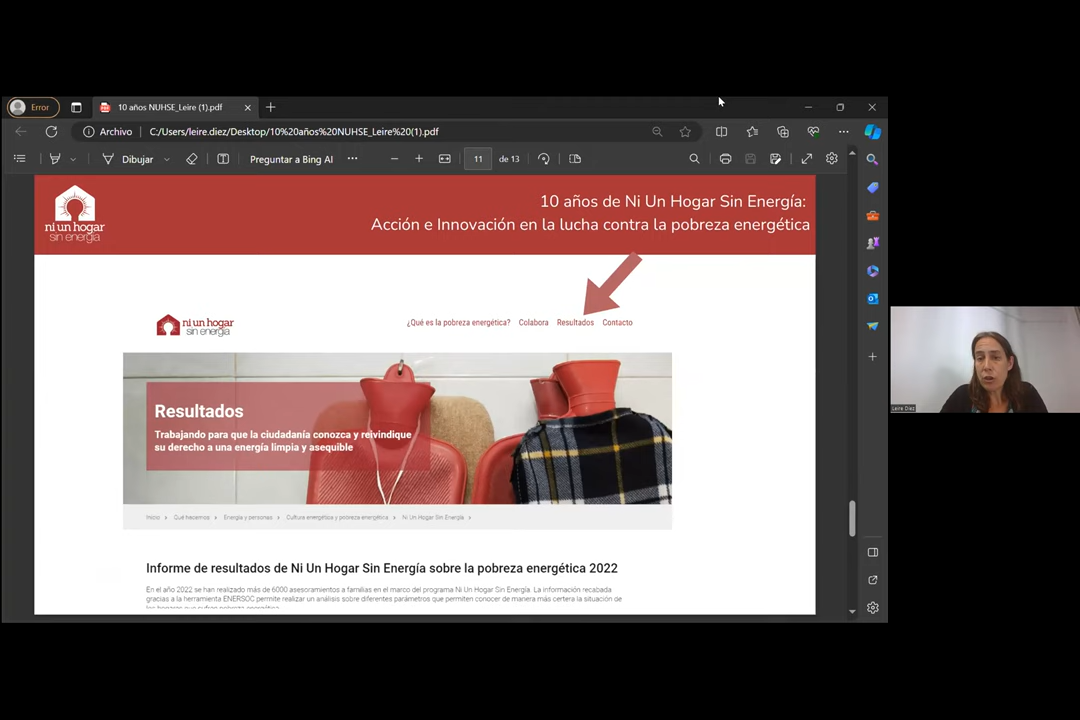 Error
10 años NUHSE_Leire (1).pdf
Archivo
C:/Users/leire.diez/Desktop/10%20años%20NUHSE_Leire%20(1).pdf
Dibujar
Preguntar a Bing AI
11
de 13
ni un hogar
sin energía
10 años de Ni Un Hogar Sin Energía:
Acción e Innovación en la lucha contra la pobreza energética
ni un hogar
sin energía
¿Qué es la pobreza energética? Colabora Resultados Contacto
Resultados
Trabajando para que la ciudadanía conozca y reivindique
su derecho a una energía limpia y asequible
Inicio > Qué hacemos > Energía y personas > Cultura energética y pobreza energética > Ni Un Hogar Sin Energía >
Informe de resultados de Ni Un Hogar Sin Energía sobre la pobreza energética 2022
En el año 2022 se han realizado más de 6000 asesoramientos a familias en el marco del programa Ni Un Hogar Sin Energía. La información recabada
gracias a la herramienta ENERSOC permite realizar un análisis sobre diferentes parámetros que permiten conocer de manera más certera la situación de
los hogares que sufren pobreza energética.
Leire Diez